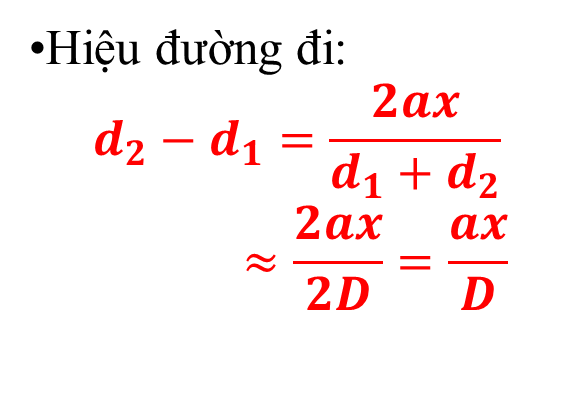 •Hiệu đường đi:
𝒅₂ − 𝒅₁ = 2𝒂𝒙 / (𝒅₁ + 𝒅₂)
≈ 2𝒂𝒙 / 2𝑫 = 𝒂𝒙 / 𝑫